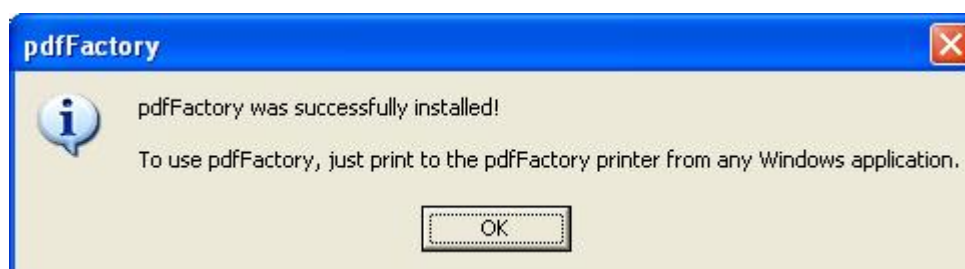 pdfFactory
pdfFactory was successfully installed!
To use pdfFactory, just print to the pdfFactory printer from any Windows application.
OK